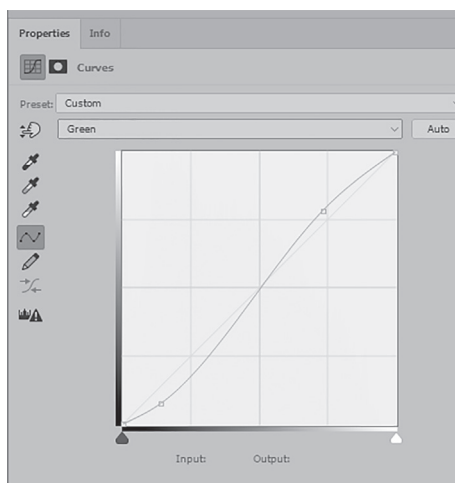 Properties Info
Curves
Preset: Custom
Green Auto
Input: Output: